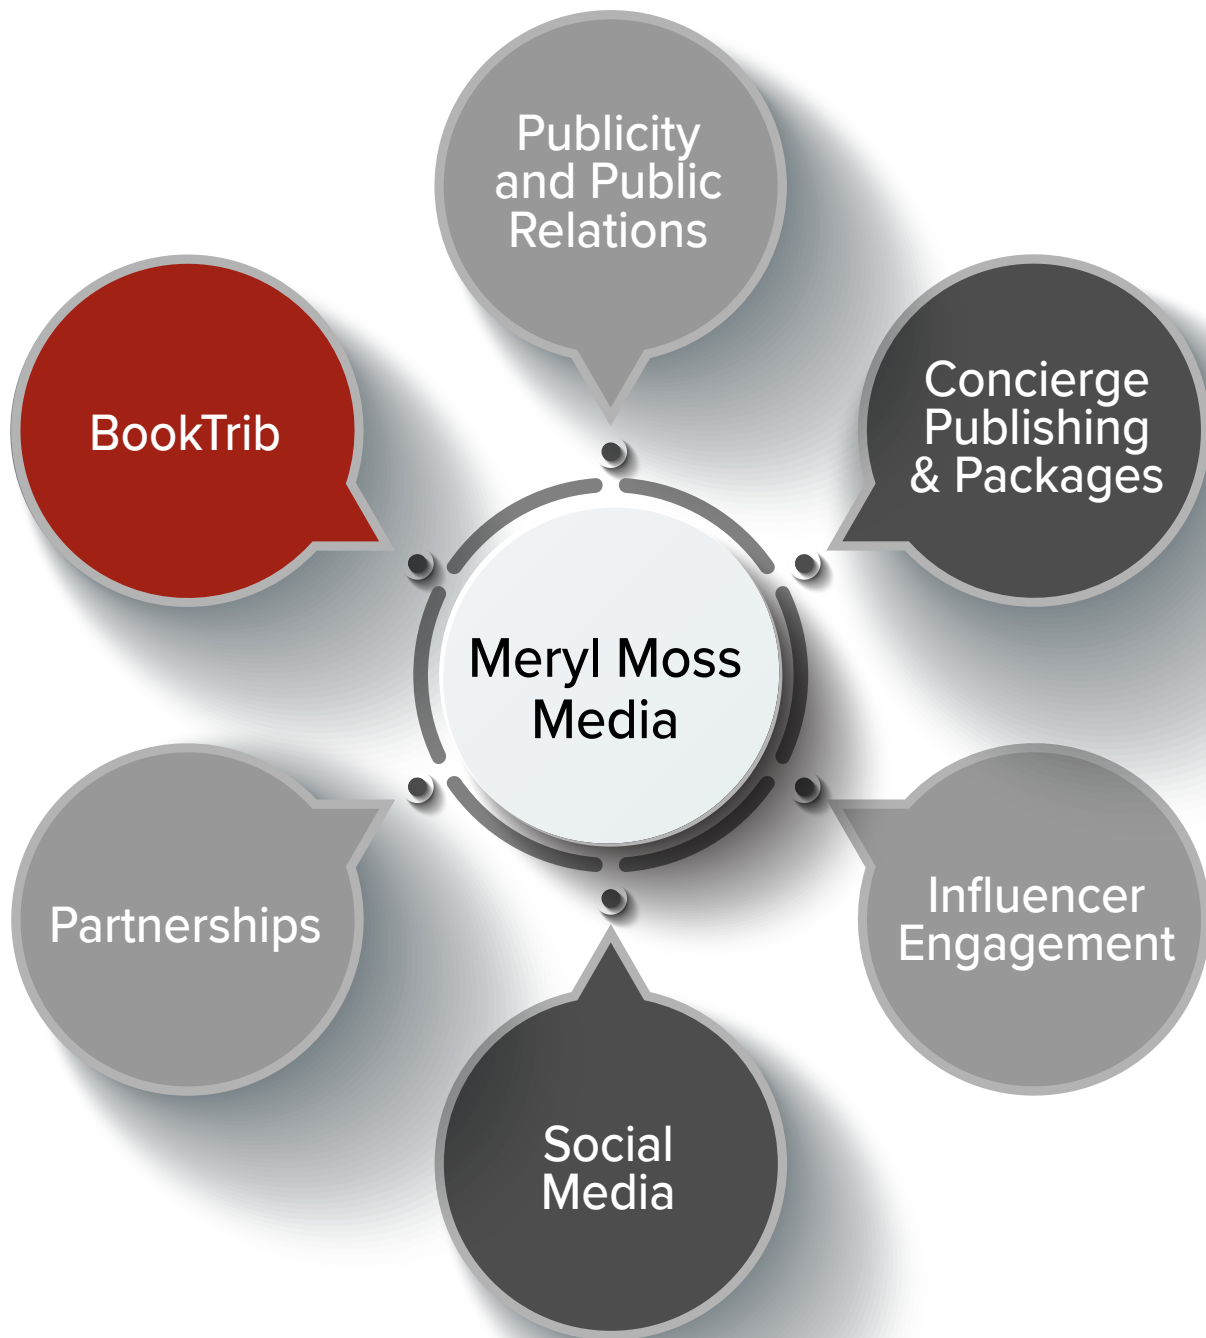 Publicity
and Public
Relations
BookTrib
Concierge
Publishing
& Packages
Meryl Moss
Media
Partnerships
Influencer
Engagement
Social
Media